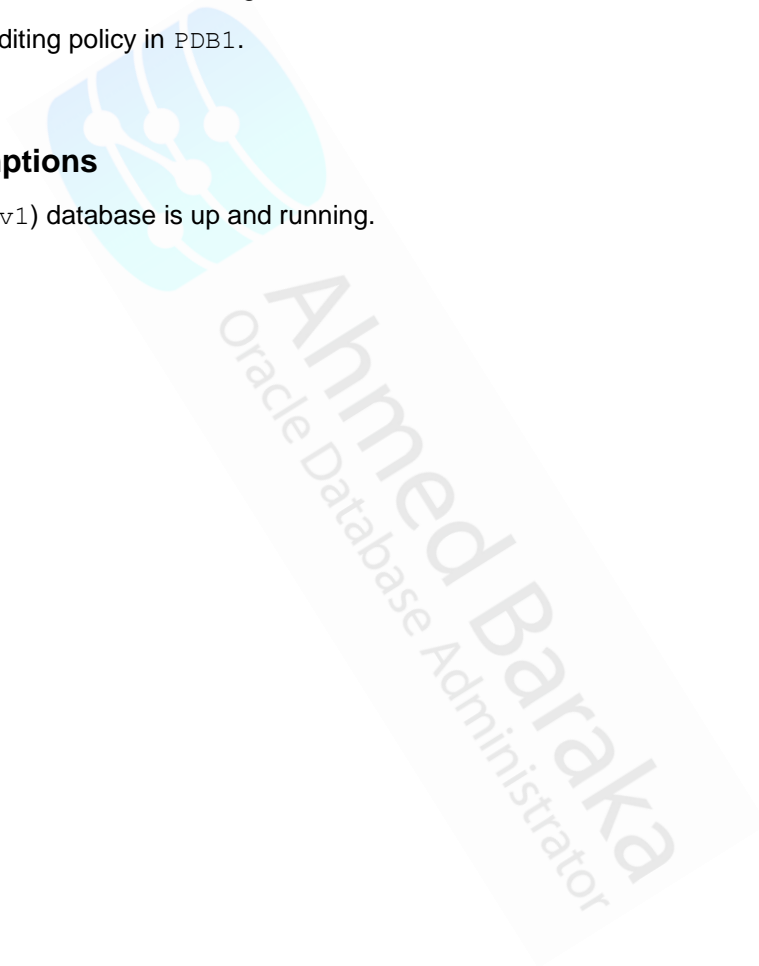 diting policy in PDB1.
ptions
v1) database is up and running.
Ahmed Baraka
Oracle Database Administrator